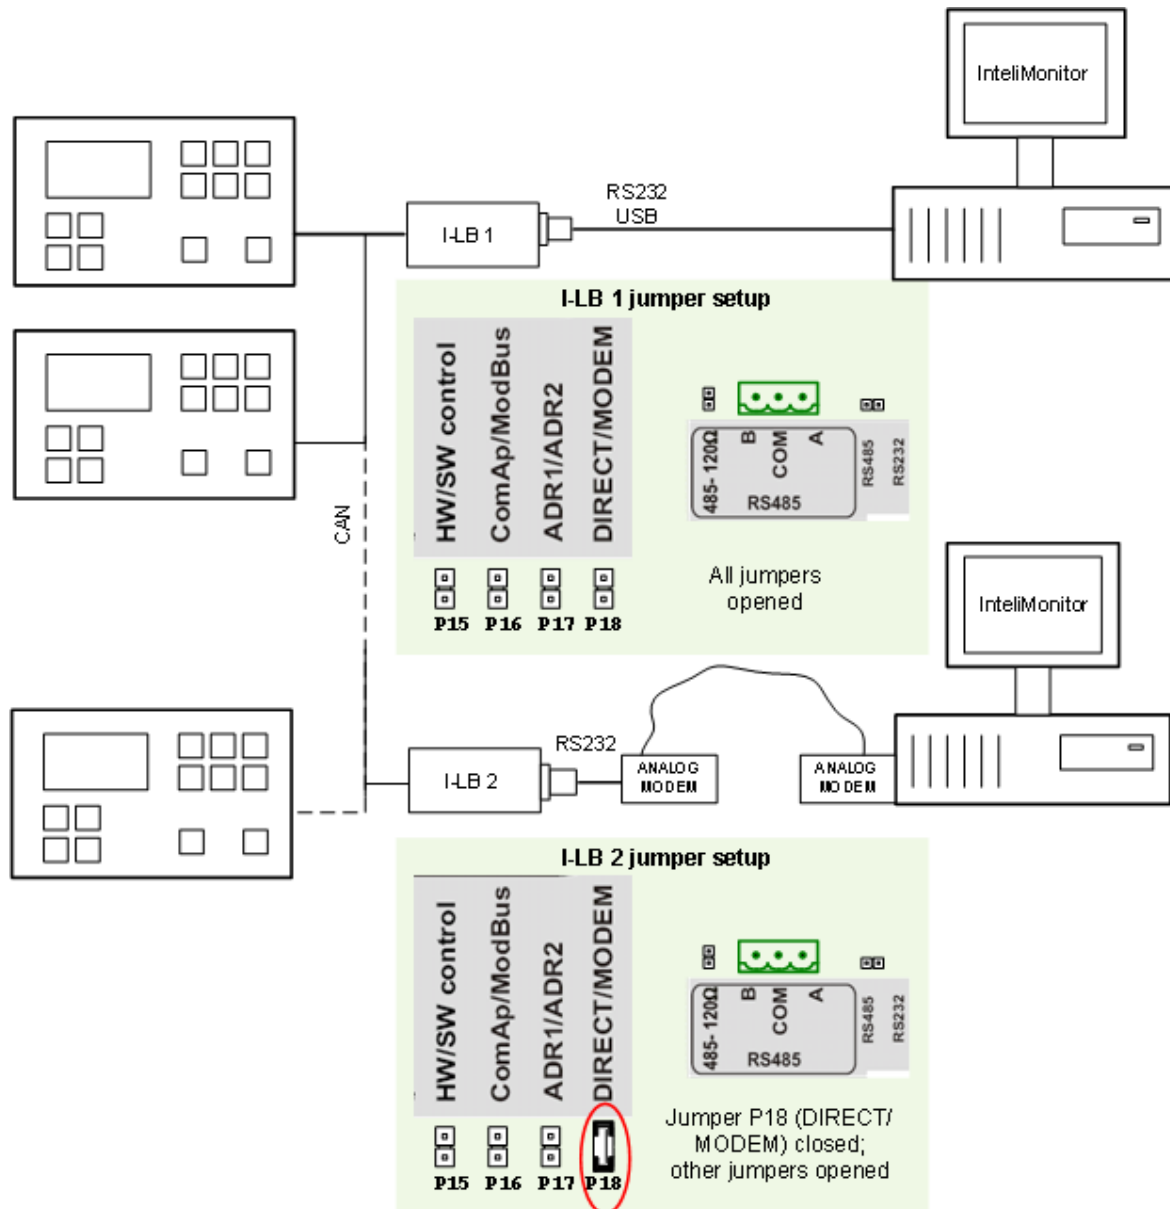 InteliMonitor
RS232
USB
I-LB 1
I-LB 1 jumper setup
HW/SW control
ComAp/ModBus
ADR1/ADR2
DIRECT/MODEM
485- 120Ω
B
COM
A
RS485
RS485
RS232
P15 P16 P17 P18
All jumpers
opened
CAN
InteliMonitor
RS232
I-LB 2
ANALOG
MODEM
ANALOG
MODEM
I-LB 2 jumper setup
HW/SW control
ComAp/ModBus
ADR1/ADR2
DIRECT/MODEM
485- 120Ω
B
COM
A
RS485
RS485
RS232
P15 P16 P17 P18
Jumper P18 (DIRECT/
MODEM) closed;
other jumpers opened